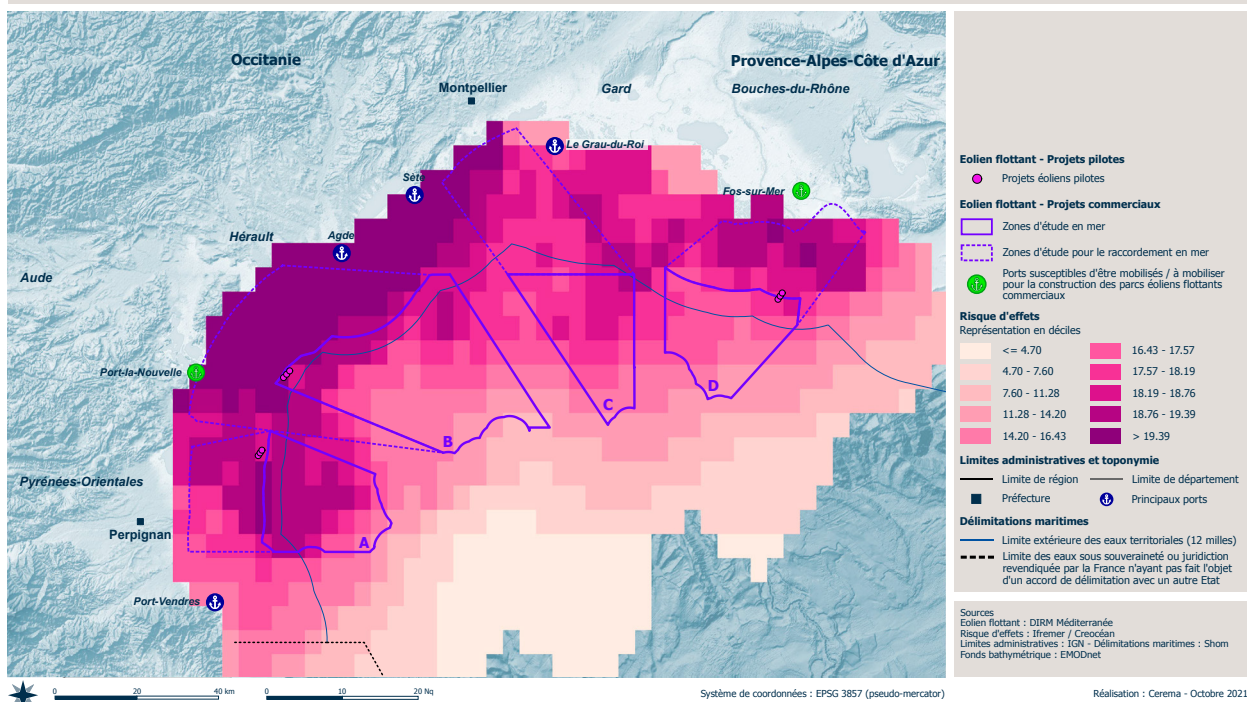 Occitanie
Provence-Alpes-Côte d'Azur
Montpellier
Gard
Bouches-du-Rhône
Le Grau-du-Roi
Sète
Fos-sur-Mer
Hérault
Agde
Aude
Port-la-Nouvelle
D
C
B
Pyrénées-Orientales
Perpignan
A
Port-Vendres
Eolien flottant - Projets pilotes
Projets éoliens pilotes
Eolien flottant - Projets commerciaux
Zones d'étude en mer
Zones d'étude pour le raccordement en mer
Ports susceptibles d'être mobilisés / à mobiliser
pour la construction des parcs éoliens flottants
commerciaux
Risque d'effets
Représentation en déciles
<= 4.70
16.43 - 17.57
4.70 - 7.60
17.57 - 18.19
7.60 - 11.28
18.19 - 18.76
11.28 - 14.20
18.76 - 19.39
14.20 - 16.43
> 19.39
Limites administratives et toponymie
Limite de région
Limite de département
Préfecture
Principaux ports
Délimitations maritimes
Limite extérieure des eaux territoriales (12 milles)
Limite des eaux sous souveraineté ou juridiction
revendiquée par la France n'ayant pas fait l'objet
d'un accord de délimitation avec un autre Etat
Sources
Eolien flottant : DIRM Méditerranée
Risque d'effets : Ifremer / Creocéan
Limites administratives : IGN - Délimitations maritimes : Shom
Fonds bathymétrique : EMODnet
0 20 40 km
0 10 20 Nq
Système de coordonnées : EPSG 3857 (pseudo-mercator)
Réalisation : Cerema - Octobre 2021